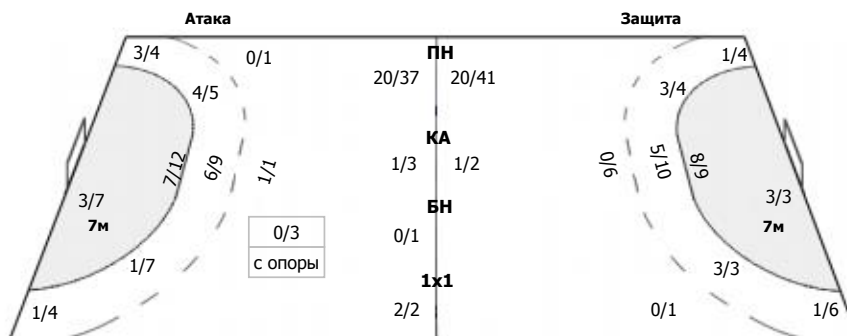 Атака Защита
3/4 0/1 ПН 1/4
20/37 20/41
4/5 3/4
КА
7/12 6/9 1/1 1/3 1/2 0/6 5/10 8/9
3/7 3/3
7м БН 7м
0/3 0/1
с опоры
1/7 3/3
1x1
1/4 2/2 0/1 1/6